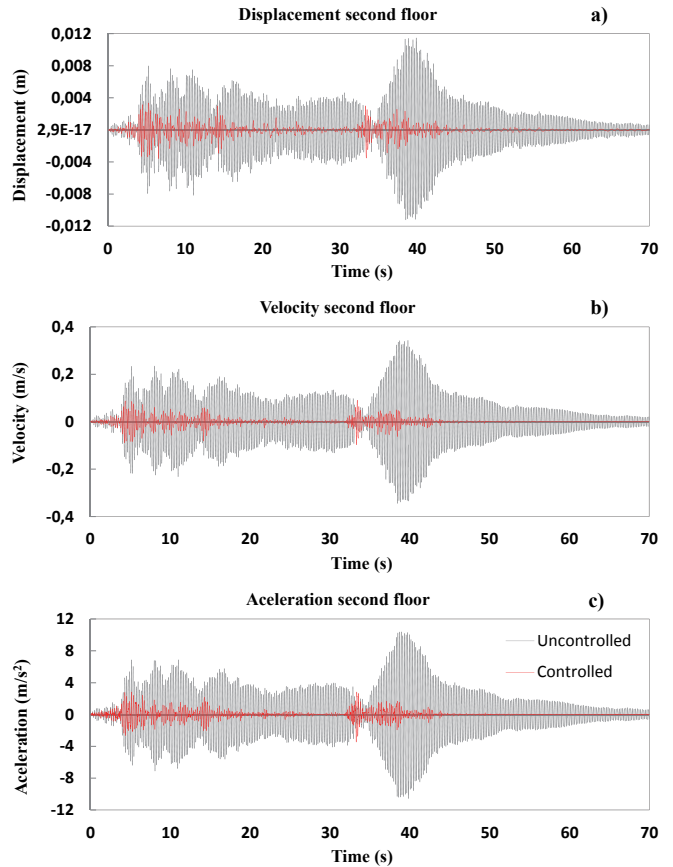 Displacement second floor
a)
0,012
0,008
0,004
2,9E-17
-0,004
-0,008
-0,012
Displacement (m)
0 10 20 30 40 50 60 70
Time (s)
Velocity second floor
b)
0,4
0,2
0
-0,2
-0,4
Velocity (m/s)
0 10 20 30 40 50 60 70
Time (s)
Aceleration second floor
c)
12
8
4
0
-4
-8
-12
Aceleration (m/s²)
Uncontrolled
Controlled
0 10 20 30 40 50 60 70
Time (s)